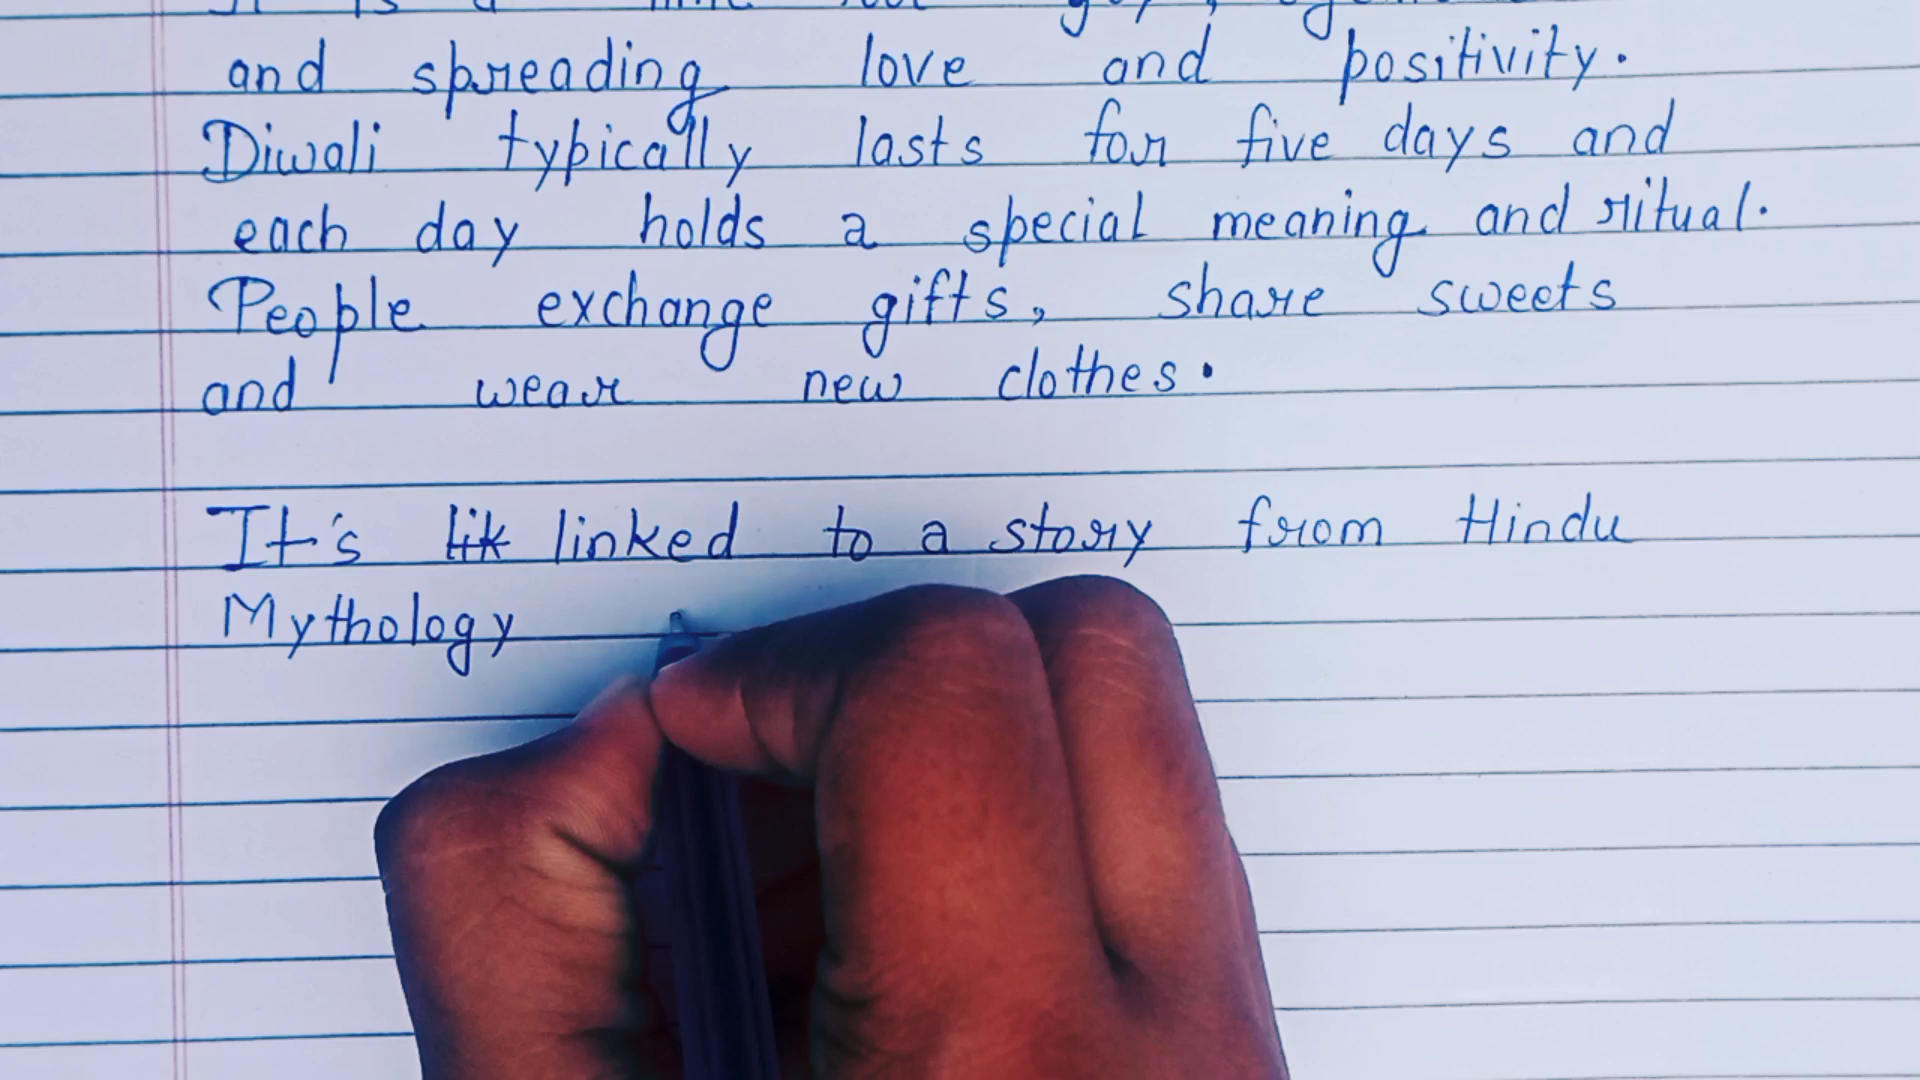 and spreading love and positivity.
Diwali typically lasts for five days and
each day holds a special meaning and ritual.
People exchange gifts, share sweets
and wear new clothes.
It's lik linked to a story from Hindu
Mythology